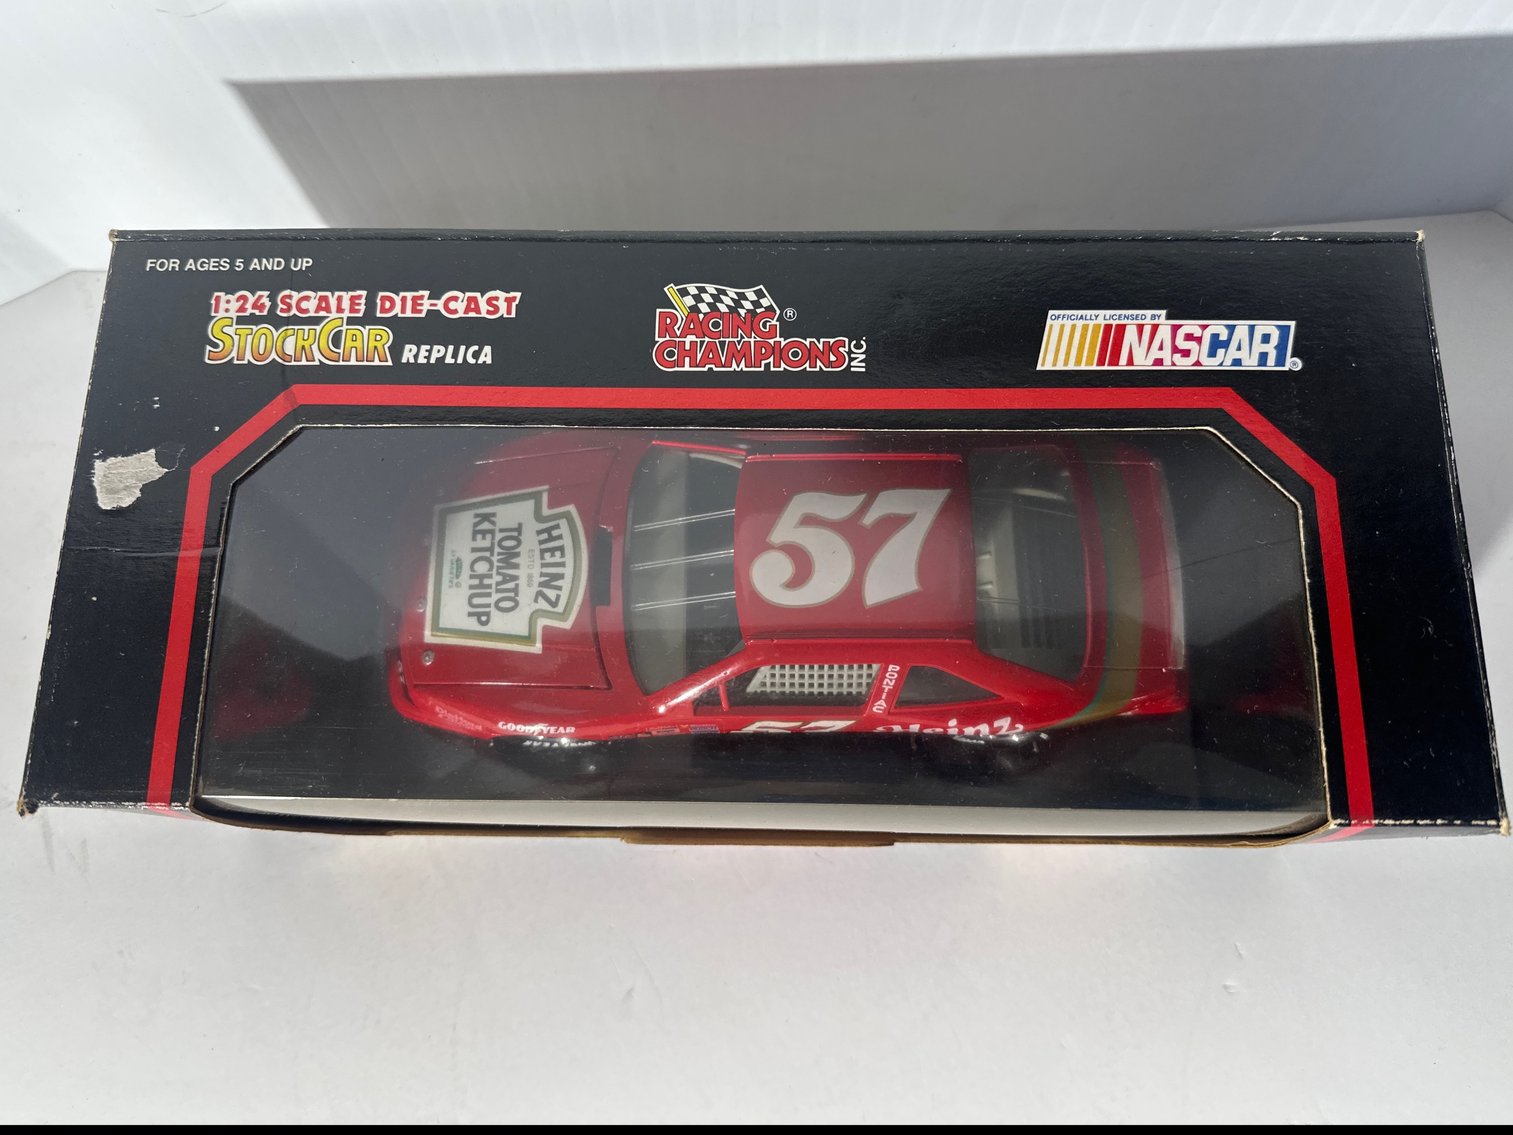 FOR AGES 5 AND UP
1:24 SCALE DIE-CAST
STOCKCAR REPLICA
RACING ®
CHAMPIONS INC.
OFFICIALLY LICENSED BY
NASCAR®
HEINZ
TOMATO
KETCHUP
57
PONTIAC
GOODYEAR
57
Heinz